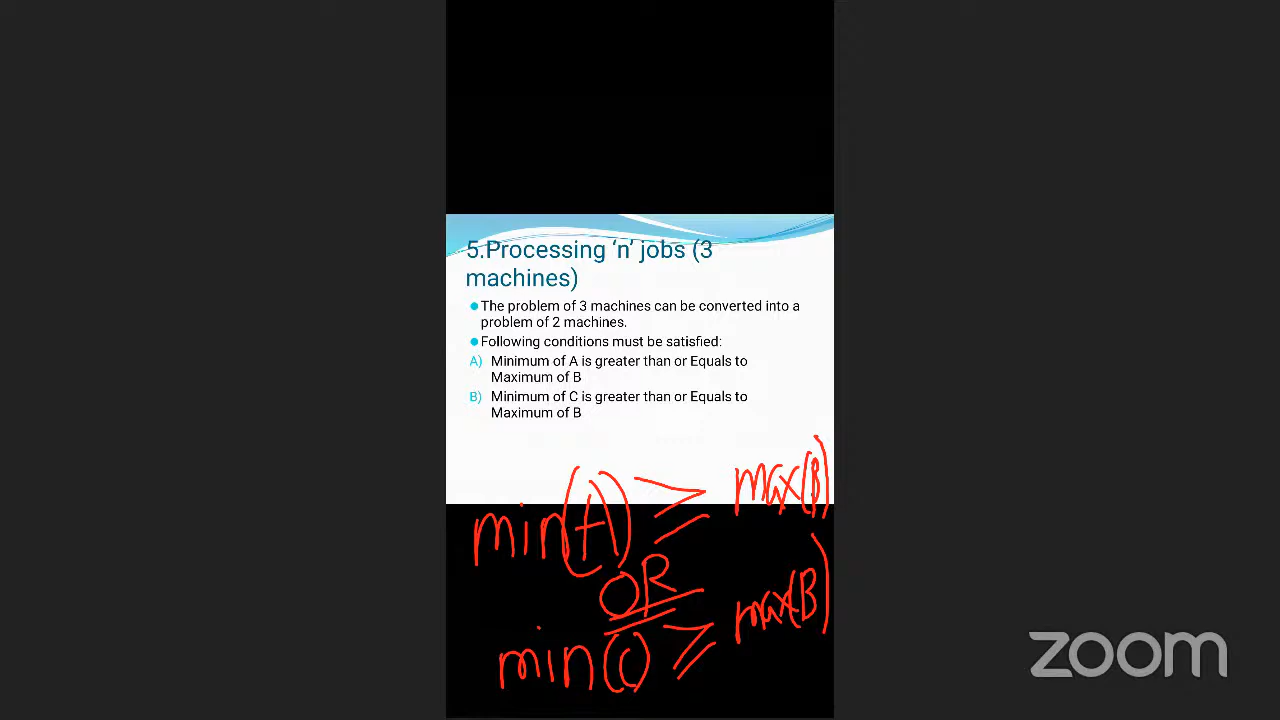 5.Processing ‘n’ jobs (3
machines)
The problem of 3 machines can be converted into a
problem of 2 machines.
Following conditions must be satisfied:
A) Minimum of A is greater than or Equals to
Maximum of B
B) Minimum of C is greater than or Equals to
Maximum of B
min(A) ≥ max(B)
OR
min(C) ≥ max(B)
zoom